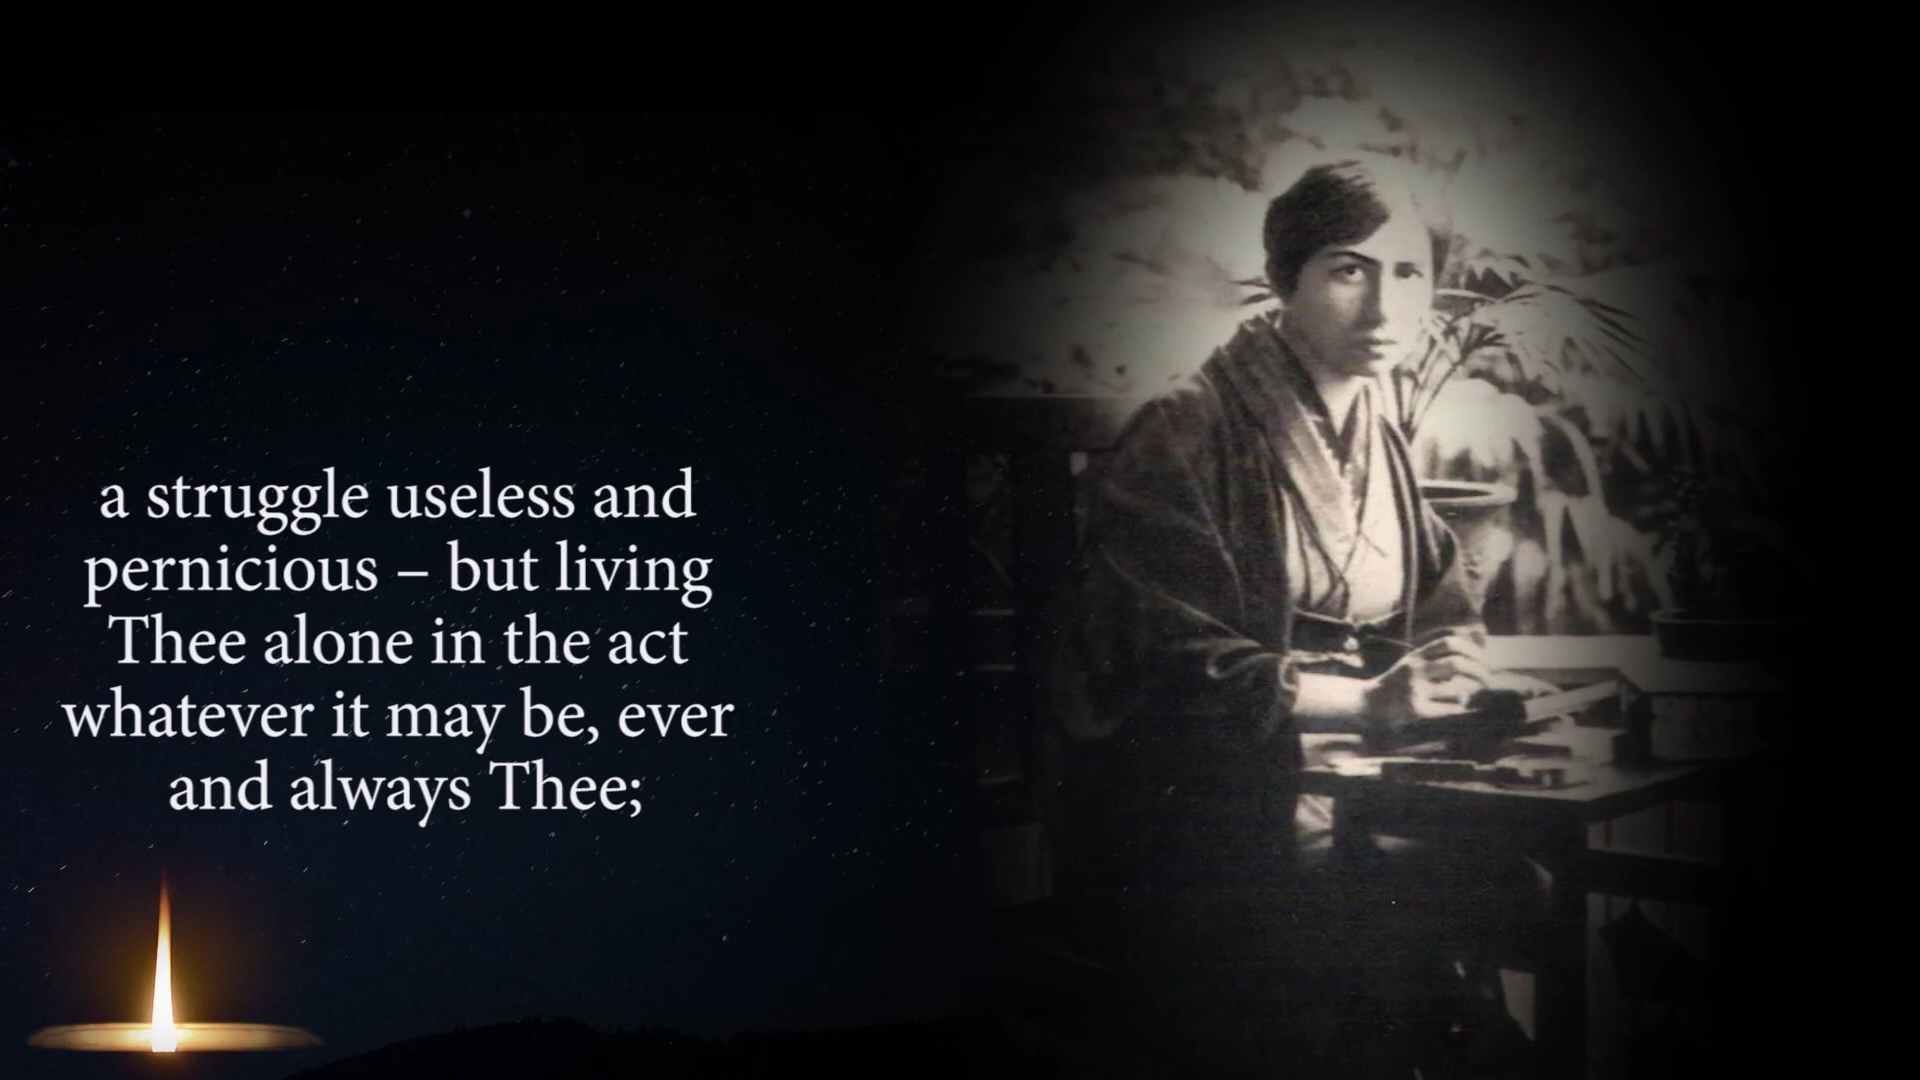 a struggle useless and
pernicious – but living
Thee alone in the act
whatever it may be, ever
and always Thee;